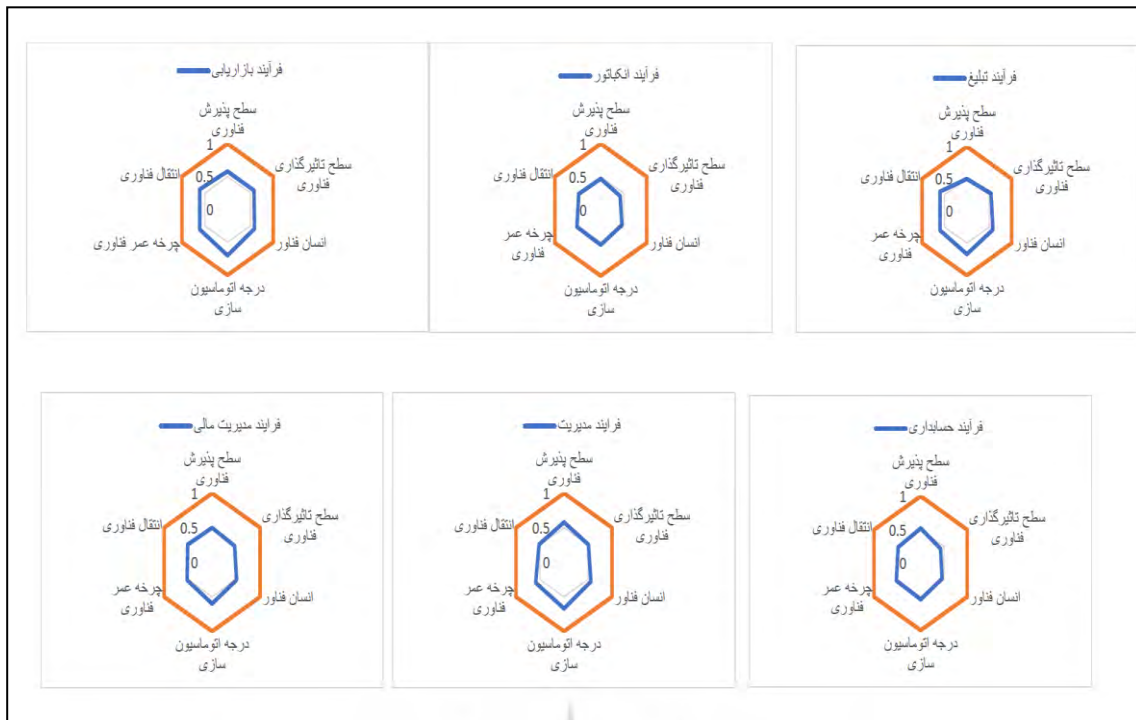 فرآیند تبلیغ
سطح پذیرش
فناوری
1
سطح تاثیرگذاری
فناوری
0.5
انتقال فناوری
0
انسان فناور
چرخه عمر
فناوری
درجه اتوماسیون
سازی
فرآیند انکباتور
سطح پذیرش
فناوری
1
سطح تاثیرگذاری
فناوری
0.5
انتقال فناوری
0
انسان فناور
چرخه عمر
فناوری
درجه اتوماسیون
سازی
فرآیند بازاریابی
سطح پذیرش
فناوری
1
سطح تاثیرگذاری
فناوری
0.5
انتقال فناوری
0
انسان فناور
چرخه عمر فناوری
درجه اتوماسیون
سازی
فرآیند حسابداری
سطح پذیرش
فناوری
1
سطح تاثیرگذاری
فناوری
0.5
انتقال فناوری
0
انسان فناور
چرخه عمر
فناوری
درجه اتوماسیون
سازی
فرایند مدیریت
سطح پذیرش
فناوری
1
سطح تاثیرگذاری
فناوری
0.5
انتقال فناوری
0
انسان فناور
چرخه عمر
فناوری
درجه اتوماسیون
سازی
فرایند مدیریت مالی
سطح پذیرش
فناوری
1
سطح تاثیرگذاری
فناوری
0.5
انتقال فناوری
0
انسان فناور
چرخه عمر
فناوری
درجه اتوماسیون
سازی